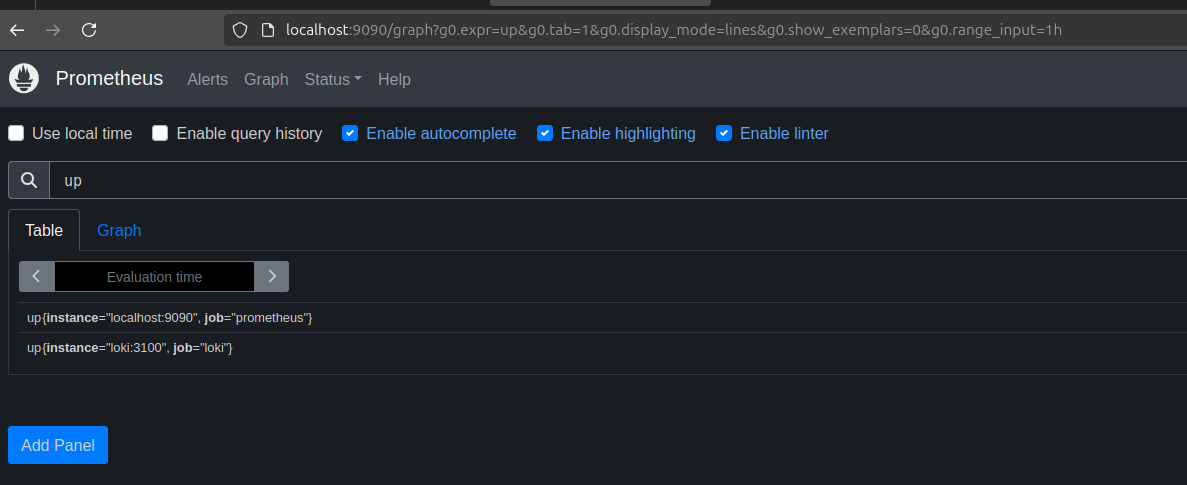 localhost:9090/graph?g0.expr=up&g0.tab=1&g0.display_mode=lines&g0.show_exemplars=0&g0.range_input=1h
Prometheus Alerts Graph Status Help
Use local time Enable query history Enable autocomplete Enable highlighting Enable linter
up
Table Graph
Evaluation time
up{instance="localhost:9090", job="prometheus"}
up{instance="loki:3100", job="loki"}
Add Panel